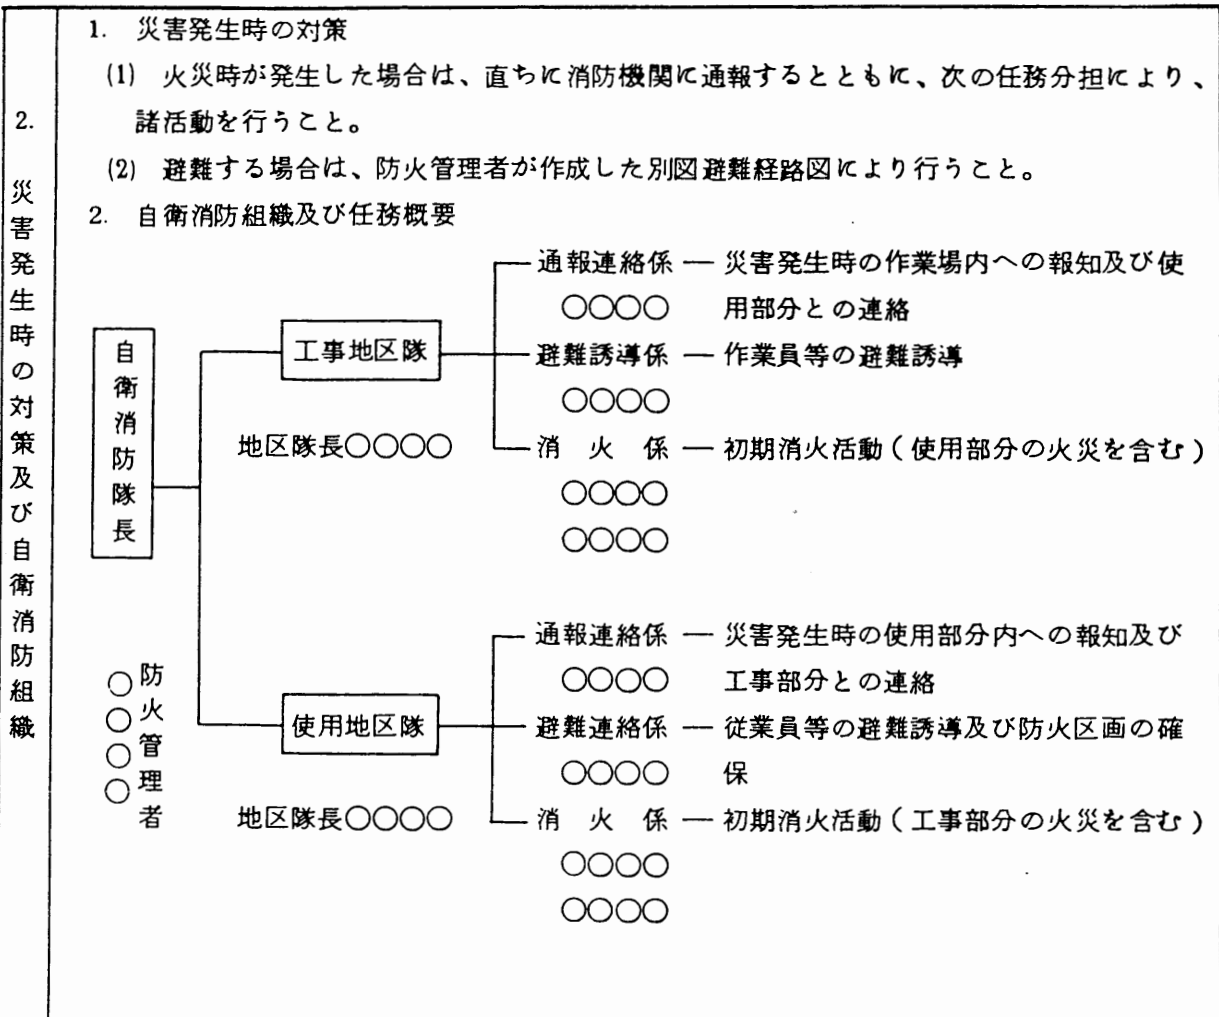 2. 災害発生時の対策及び自衛消防組織
1. 災害発生時の対策
(1) 火災時が発生した場合は、直ちに消防機関に通報するとともに、次の任務分担により、
諸活動を行うこと。
(2) 避難する場合は、防火管理者が作成した別図避難経路図により行うこと。
2. 自衛消防組織及び任務概要
自衛消防隊長
防火管理者
○○○○
工事地区隊
地区隊長○○○○
通報連絡係 — 災害発生時の作業場内への報知及び使
○○○○ 用部分との連絡
避難誘導係 — 作業員等の避難誘導
○○○○
消火係 — 初期消火活動(使用部分の火災を含む)
○○○○
○○○○
使用地区隊
地区隊長○○○○
通報連絡係 — 災害発生時の使用部分内への報知及び
○○○○ 工事部分との連絡
避難連絡係 — 従業員等の避難誘導及び防火区画の確
○○○○ 保
消火係 — 初期消火活動(工事部分の火災を含む)
○○○○
○○○○